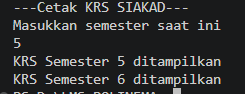 ---Cetak KRS SIAKAD---
Masukkan semester saat ini
5
KRS Semester 5 ditampilkan
KRS Semester 6 ditampilkan